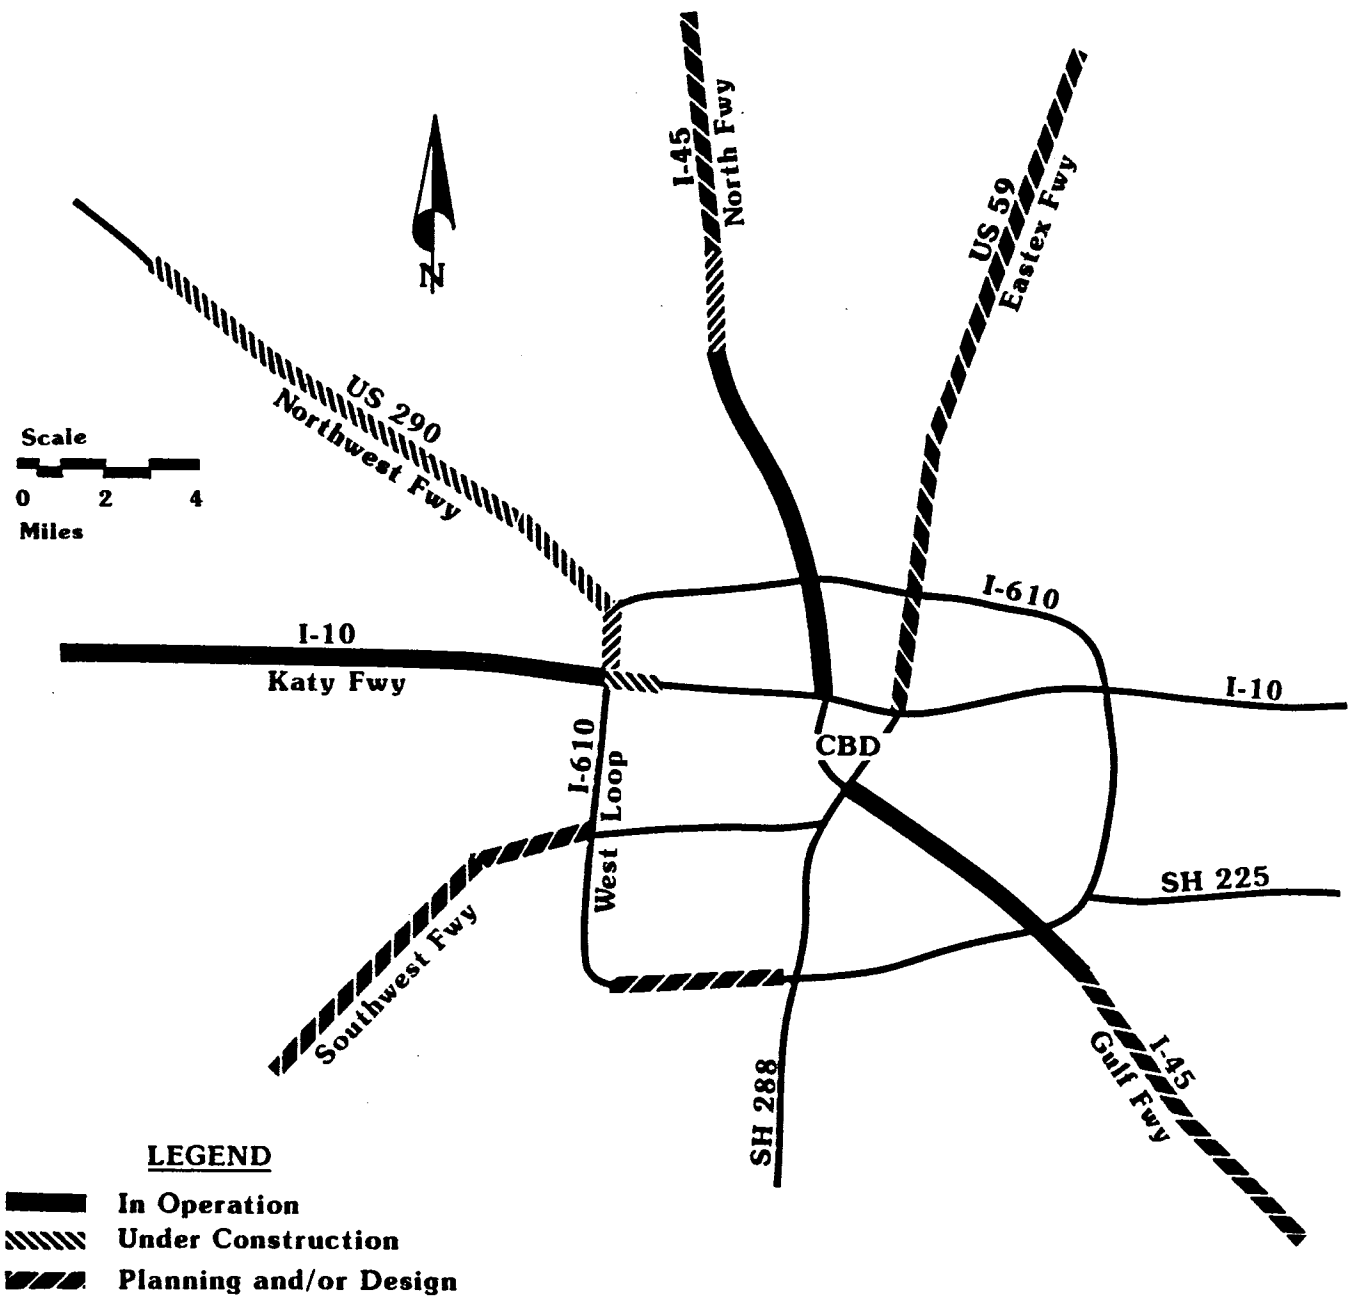 I-45
North Fwy
US 59
Eastex Fwy
N
US 290
Northwest Fwy
Scale
0 2 4
Miles
I-610
I-10
Katy Fwy
I-10
CBD
I-610
West Loop
SH 225
Southwest Fwy
I-45
Gulf Fwy
SH 288
LEGEND
In Operation
Under Construction
Planning and/or Design